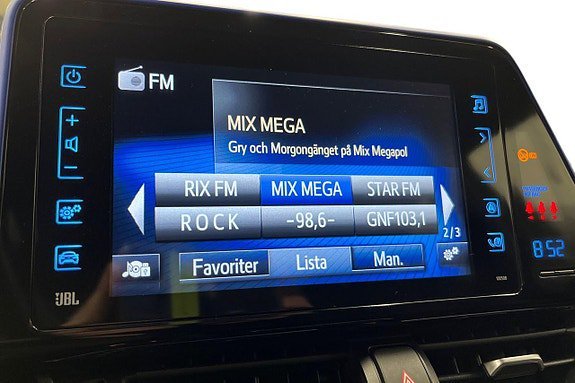 FM
MIX MEGA
Gry och Morgongänget på Mix Megapol
RIX FM MIX MEGA STAR FM
ROCK -98,6- GNF103,1
2/3
Favoriter Lista Man.
JBL
8:52